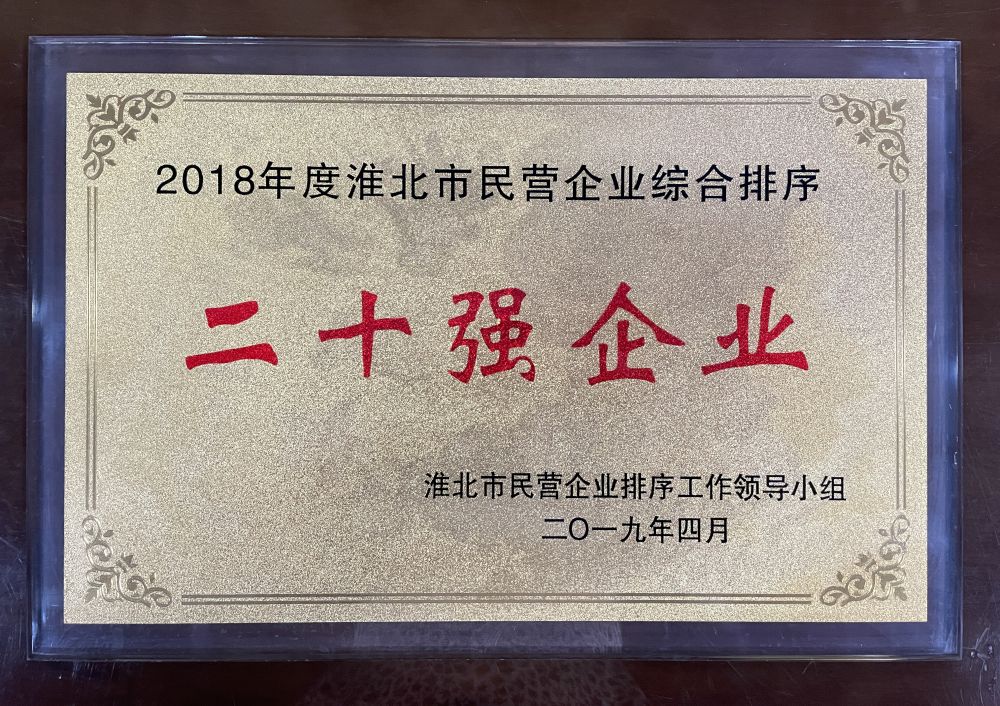 2018年度淮北市民营企业综合排序
二十强企业
淮北市民营企业排序工作领导小组
二〇一九年四月